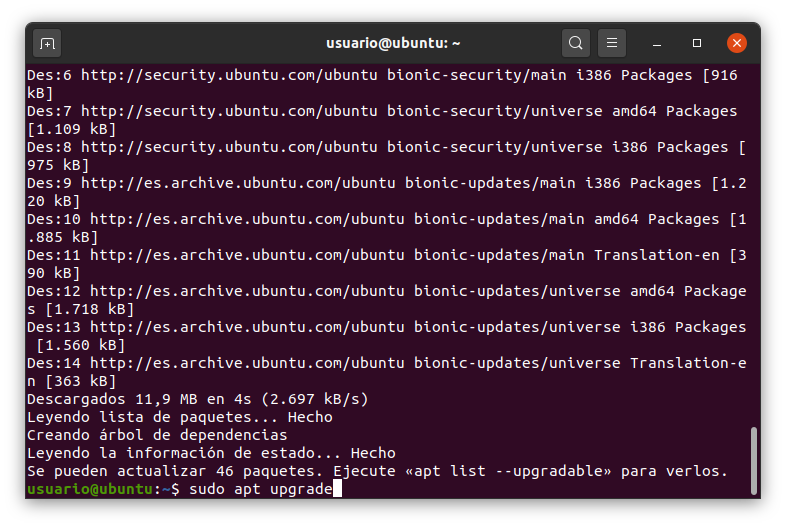 usuario@ubuntu: ~
Des:6 http://security.ubuntu.com/ubuntu bionic-security/main i386 Packages [916
kB]
Des:7 http://security.ubuntu.com/ubuntu bionic-security/universe amd64 Packages
[1.109 kB]
Des:8 http://security.ubuntu.com/ubuntu bionic-security/universe i386 Packages [
975 kB]
Des:9 http://es.archive.ubuntu.com/ubuntu bionic-updates/main i386 Packages [1.2
20 kB]
Des:10 http://es.archive.ubuntu.com/ubuntu bionic-updates/main amd64 Packages [1
.885 kB]
Des:11 http://es.archive.ubuntu.com/ubuntu bionic-updates/main Translation-en [3
90 kB]
Des:12 http://es.archive.ubuntu.com/ubuntu bionic-updates/universe amd64 Package
s [1.718 kB]
Des:13 http://es.archive.ubuntu.com/ubuntu bionic-updates/universe i386 Packages
 [1.560 kB]
Des:14 http://es.archive.ubuntu.com/ubuntu bionic-updates/universe Translation-e
n [363 kB]
Descargados 11,9 MB en 4s (2.697 kB/s)
Leyendo lista de paquetes... Hecho
Creando árbol de dependencias
Leyendo la información de estado... Hecho
Se pueden actualizar 46 paquetes. Ejecute «apt list --upgradable» para verlos.
usuario@ubuntu:~$ sudo apt upgrade